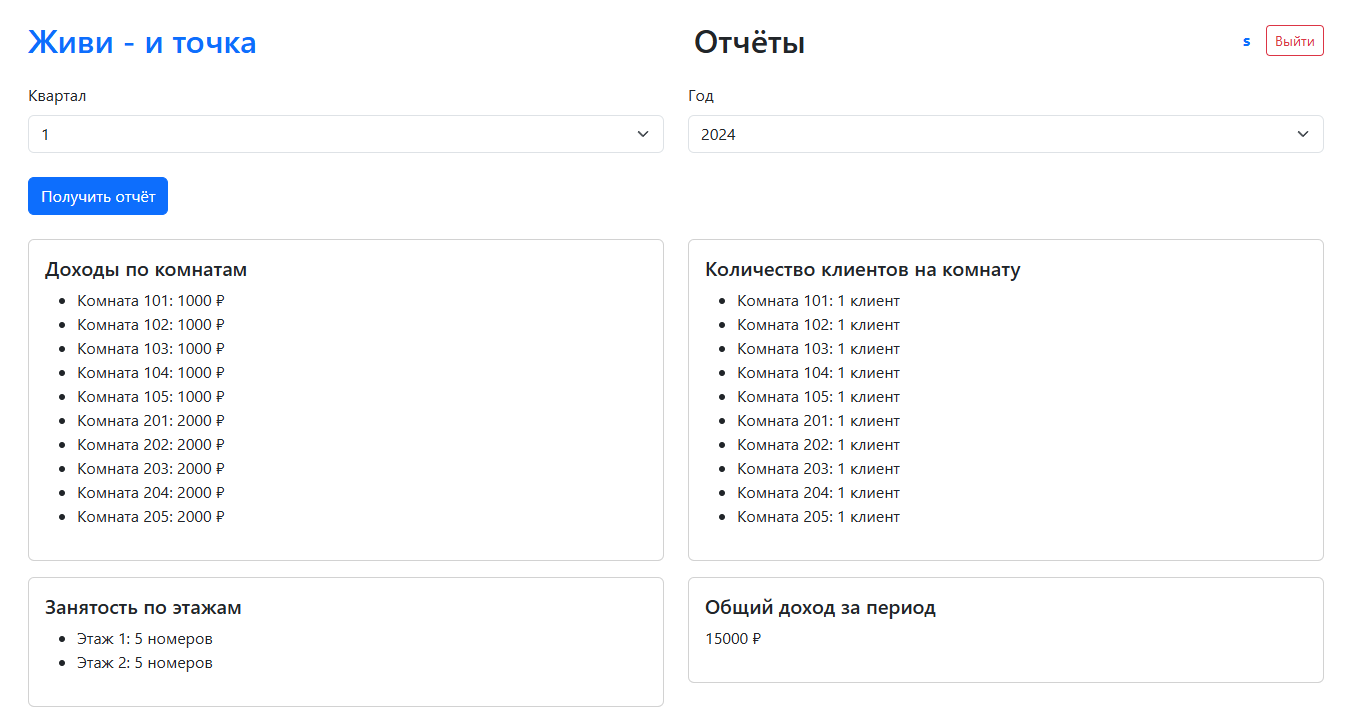 Живи - и точка
Отчёты
s
Выйти
Квартал
Год
1
2024
Получить отчёт
Доходы по комнатам
Комната 101: 1000 ₽
Комната 102: 1000 ₽
Комната 103: 1000 ₽
Комната 104: 1000 ₽
Комната 105: 1000 ₽
Комната 201: 2000 ₽
Комната 202: 2000 ₽
Комната 203: 2000 ₽
Комната 204: 2000 ₽
Комната 205: 2000 ₽
Количество клиентов на комнату
Комната 101: 1 клиент
Комната 102: 1 клиент
Комната 103: 1 клиент
Комната 104: 1 клиент
Комната 105: 1 клиент
Комната 201: 1 клиент
Комната 202: 1 клиент
Комната 203: 1 клиент
Комната 204: 1 клиент
Комната 205: 1 клиент
Занятость по этажам
Этаж 1: 5 номеров
Этаж 2: 5 номеров
Общий доход за период
15000 ₽